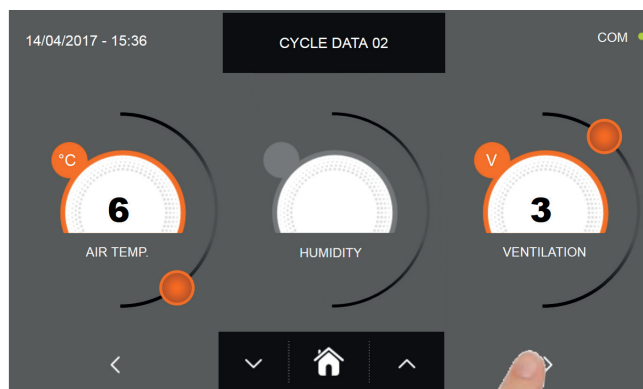 14/04/2017 - 15:36
CYCLE DATA 02
COM
°C
6
AIR TEMP.
HUMIDITY
V
3
VENTILATION